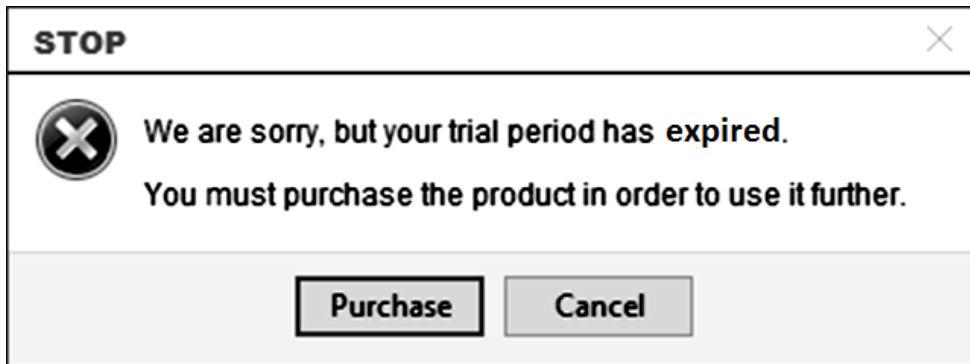 STOP
We are sorry, but your trial period has expired.
You must purchase the product in order to use it further.
Purchase
Cancel